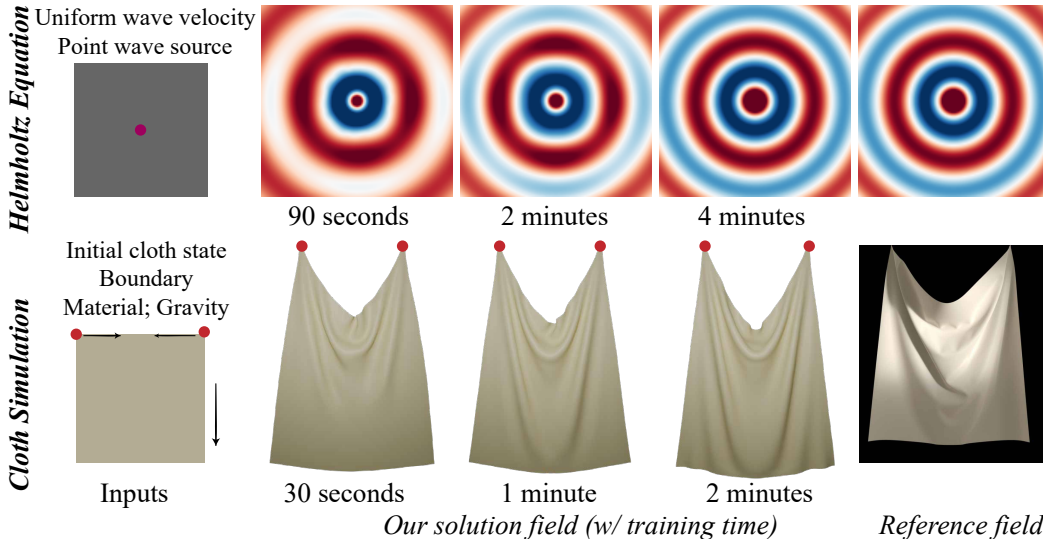 Helmholtz Equation
Uniform wave velocity
Point wave source
90 seconds
2 minutes
4 minutes
Cloth Simulation
Initial cloth state
Boundary
Material; Gravity
Inputs
30 seconds
1 minute
2 minutes
Our solution field (w/ training time)
Reference field